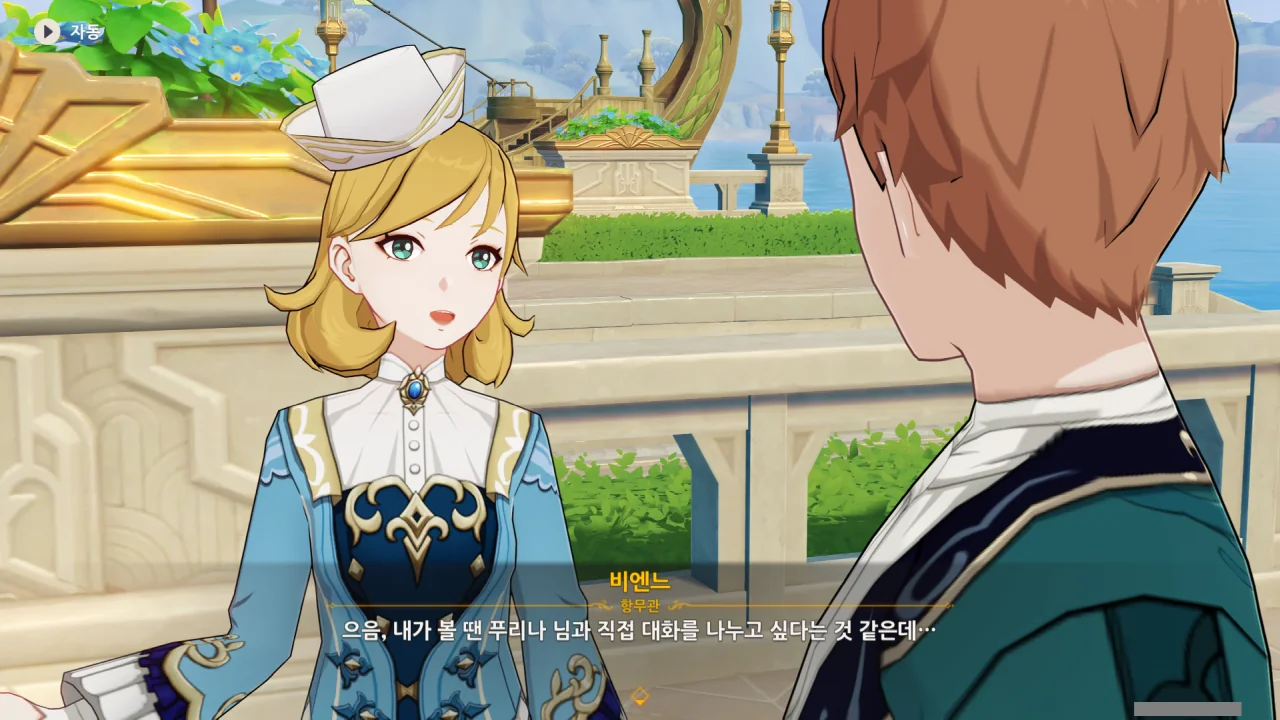 자동
비엔느
항무관
으음, 내가 볼 땐 푸리나 님과 직접 대화를 나누고 싶다는 것 같은데…